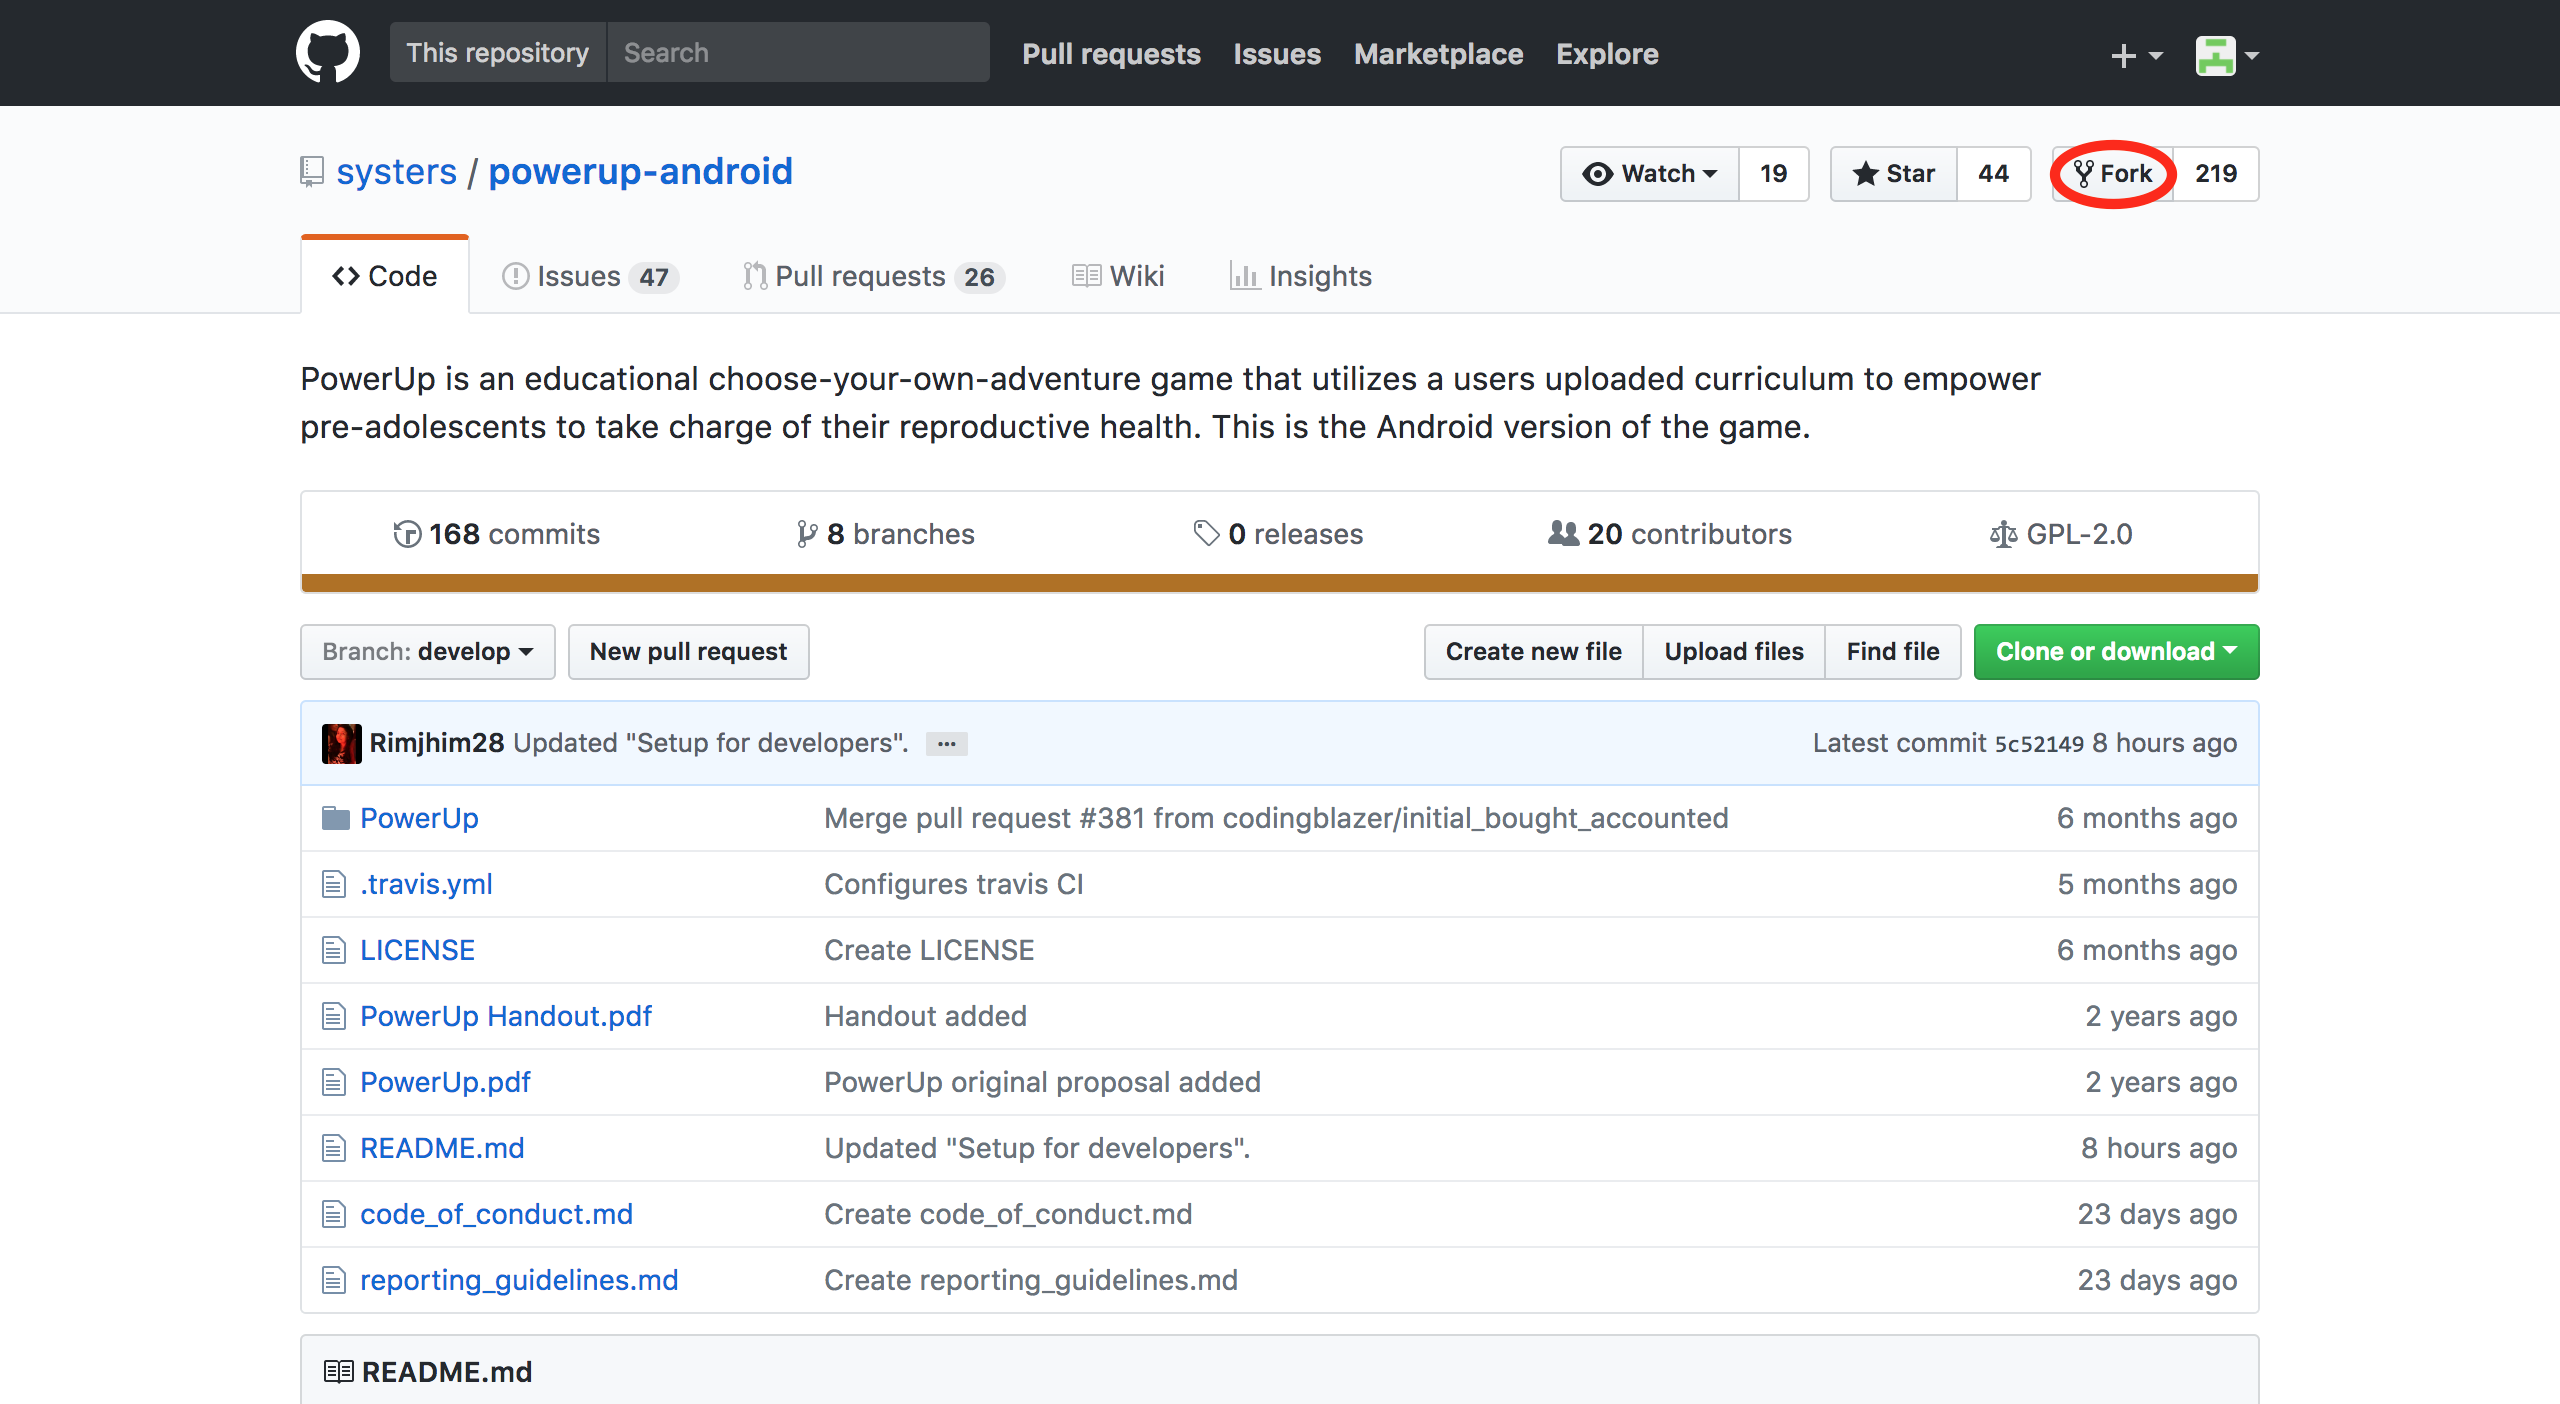 This repository Search Pull requests Issues Marketplace Explore
systers / powerup-android Watch 19 Star 44 Fork 219
Code Issues 47 Pull requests 26 Wiki Insights
PowerUp is an educational choose-your-own-adventure game that utilizes a users uploaded curriculum to empower
pre-adolescents to take charge of their reproductive health. This is the Android version of the game.
168 commits 8 branches 0 releases 20 contributors GPL-2.0
Branch: develop New pull request Create new file Upload files Find file Clone or download
Rimjhim28 Updated "Setup for developers". ... Latest commit 5c52149 8 hours ago
PowerUp Merge pull request #381 from codingblazer/initial_bought_accounted 6 months ago
.travis.yml Configures travis CI 5 months ago
LICENSE Create LICENSE 6 months ago
PowerUp Handout.pdf Handout added 2 years ago
PowerUp.pdf PowerUp original proposal added 2 years ago
README.md Updated "Setup for developers". 8 hours ago
code_of_conduct.md Create code_of_conduct.md 23 days ago
reporting_guidelines.md Create reporting_guidelines.md 23 days ago
README.md